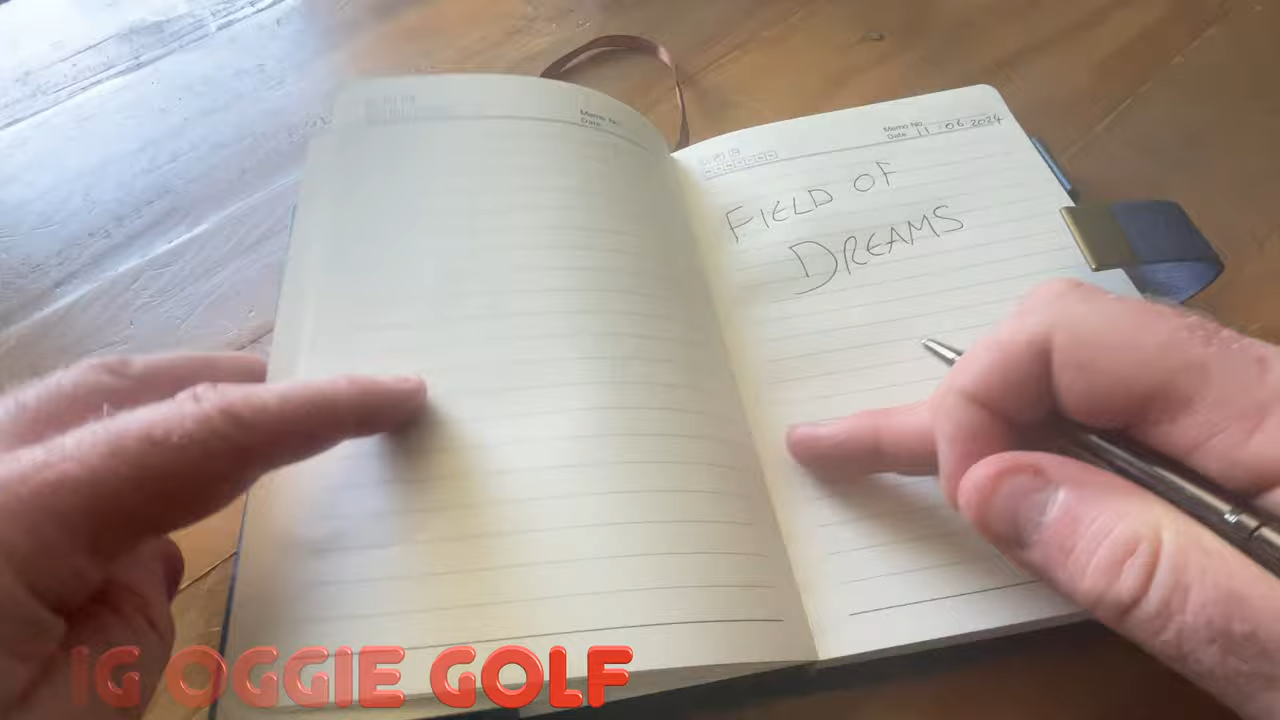 Memo No.
Date
Memo No.
Date 11 · 06 · 2024
FIELD OF
DREAMS
IG OGGIE GOLF